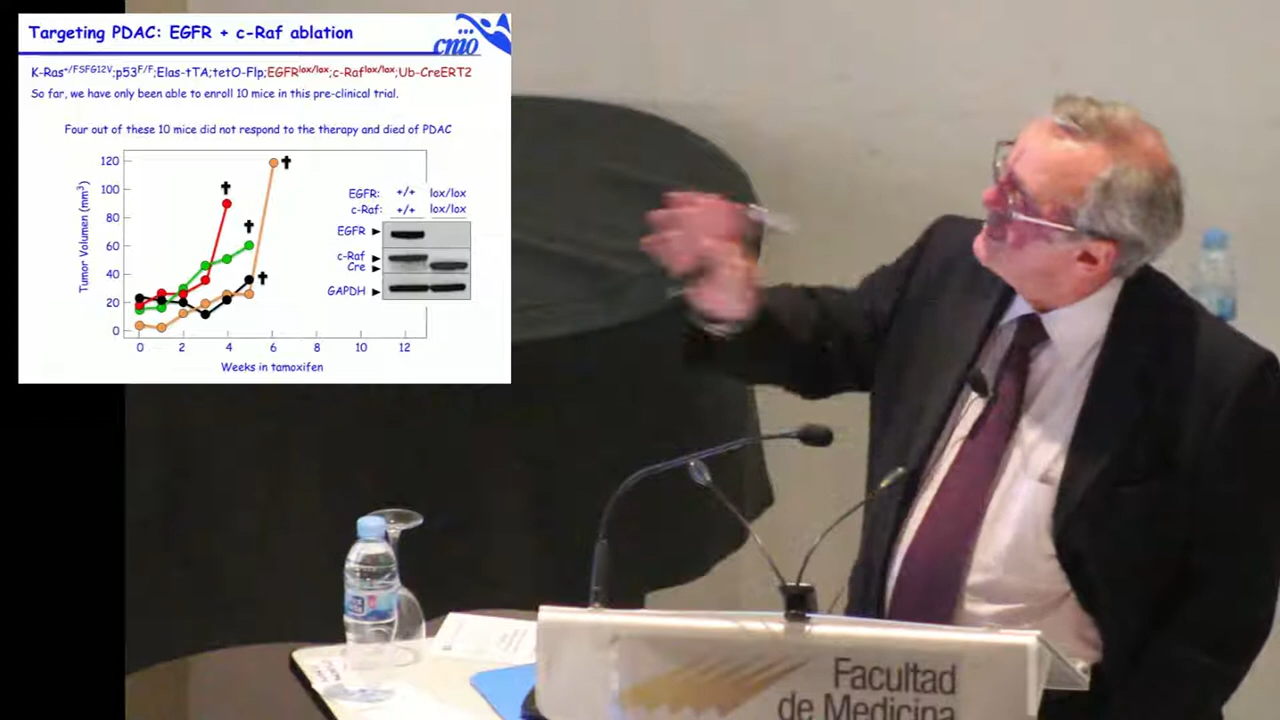 Targeting PDAC: EGFR + c-Raf ablation
cnio
K-Ras+/FSFG12V;p53F/F;Elas-tTA;tetO-Flp;EGFRlox/lox;c-Raflox/lox;Ub-CreERT2
So far, we have only been able to enroll 10 mice in this pre-clinical trial.
Four out of these 10 mice did not respond to the therapy and died of PDAC
Tumor Volumen (mm3)
120
100
80
60
40
20
0
0 2 4 6 8 10 12
Weeks in tamoxifen
EGFR: +/+ lox/lox
c-Raf: +/+ lox/lox
EGFR
c-Raf
Cre
GAPDH
Facultad
de Medicina